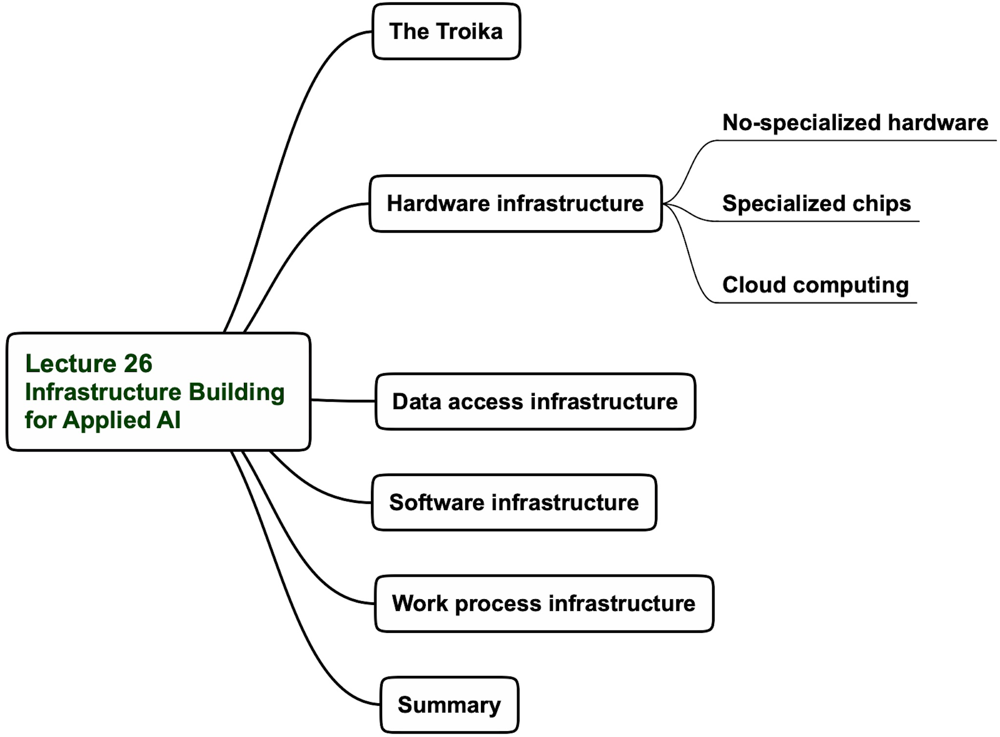 The Troika
Hardware infrastructure
No-specialized hardware
Specialized chips
Cloud computing
Lecture 26
Infrastructure Building
for Applied AI
Data access infrastructure
Software infrastructure
Work process infrastructure
Summary